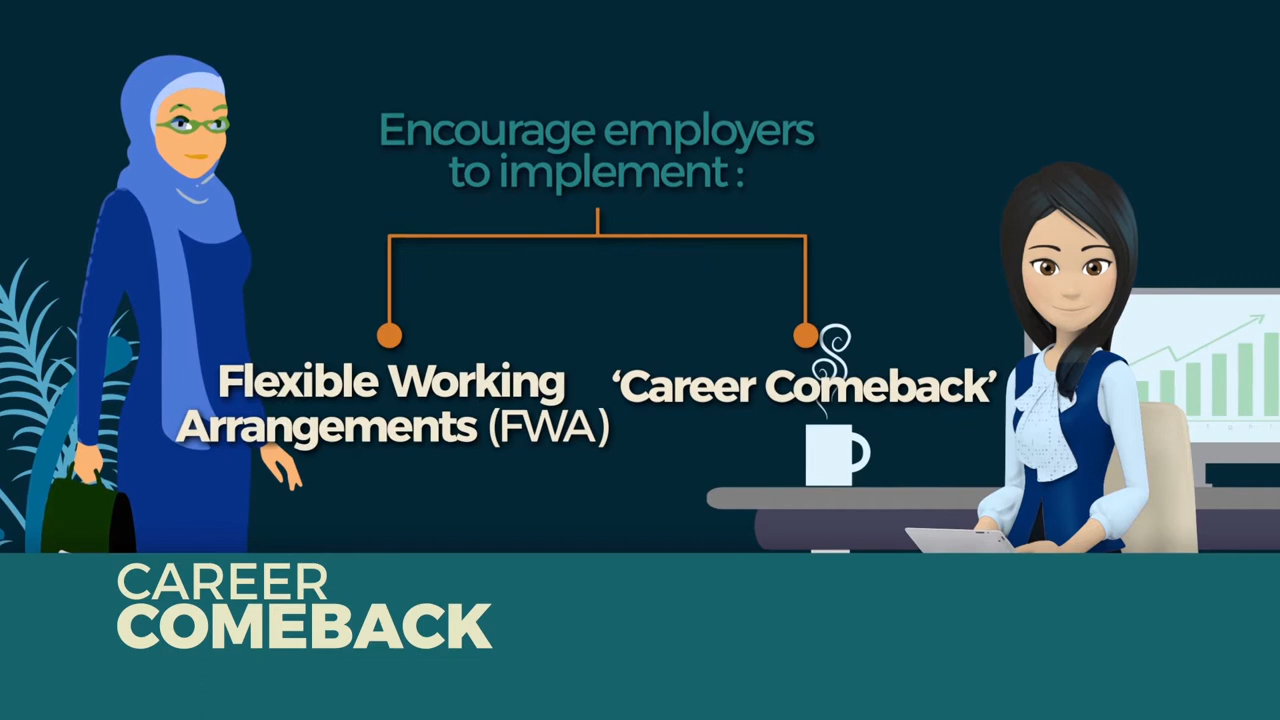 Encourage employers
to implement :
Flexible Working
Arrangements (FWA)
‘Career Comeback’
CAREER
COMEBACK